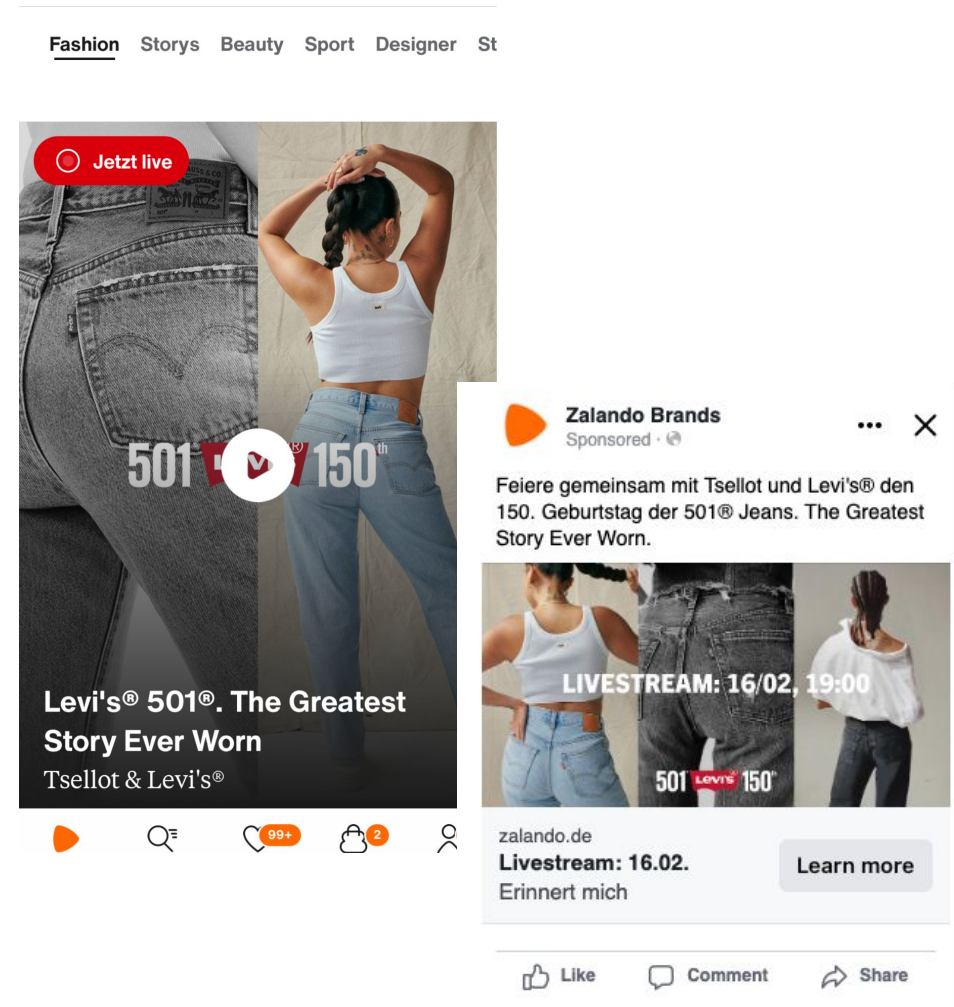 Fashion Storys Beauty Sport Designer St
Jetzt live
501 150th
Levi's® 501®. The Greatest
Story Ever Worn
Tsellot & Levi's®
99+ 2
Zalando Brands
Sponsored ·
Feiere gemeinsam mit Tsellot und Levi's® den
150. Geburtstag der 501® Jeans. The Greatest
Story Ever Worn.
LIVESTREAM: 16/02, 19:00
501 Levi's 150
zalando.de
Livestream: 16.02.
Erinnert mich
Learn more
Like Comment Share